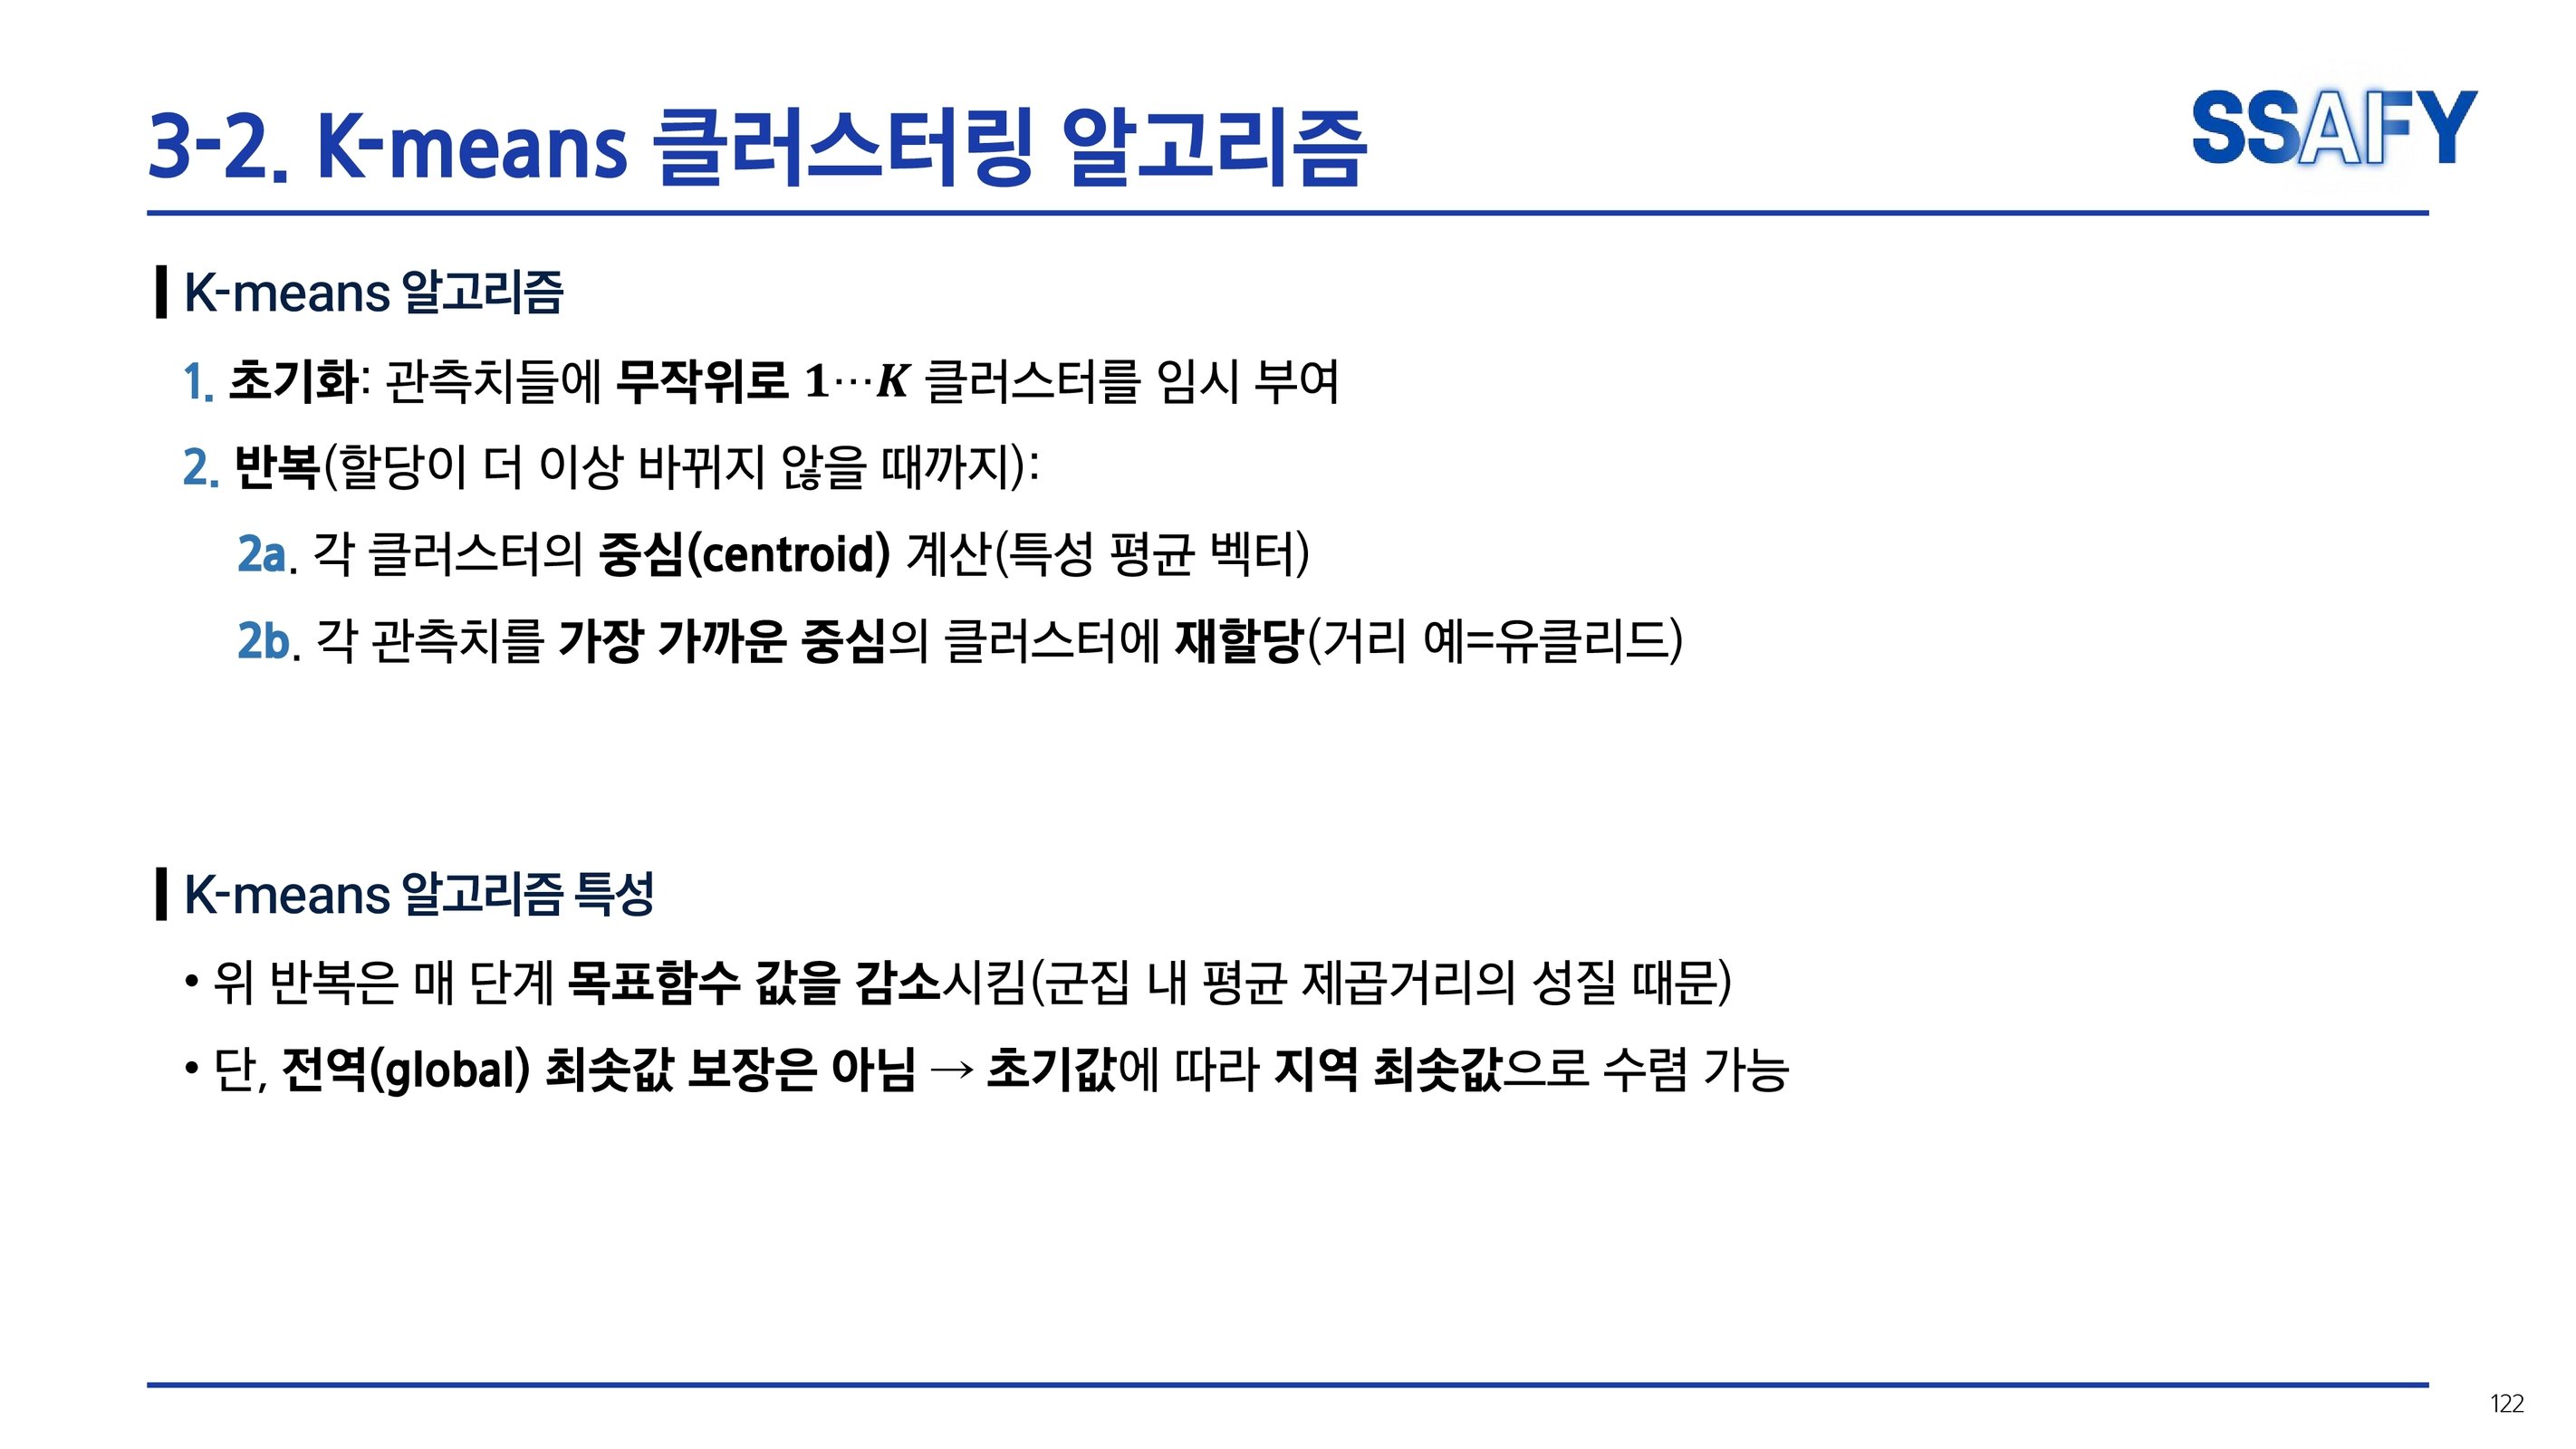 3-2. K-means 클러스터링 알고리즘
SSAFY
K-means 알고리즘
1. 초기화: 관측치들에 무작위로 1⋯K 클러스터를 임시 부여
2. 반복(할당이 더 이상 바뀌지 않을 때까지):
2a. 각 클러스터의 중심(centroid) 계산(특성 평균 벡터)
2b. 각 관측치를 가장 가까운 중심의 클러스터에 재할당(거리 예=유클리드)
K-means 알고리즘 특성
• 위 반복은 매 단계 목표함수 값을 감소시킴(군집 내 평균 제곱거리의 성질 때문)
• 단, 전역(global) 최솟값 보장은 아님 → 초기값에 따라 지역 최솟값으로 수렴 가능
122